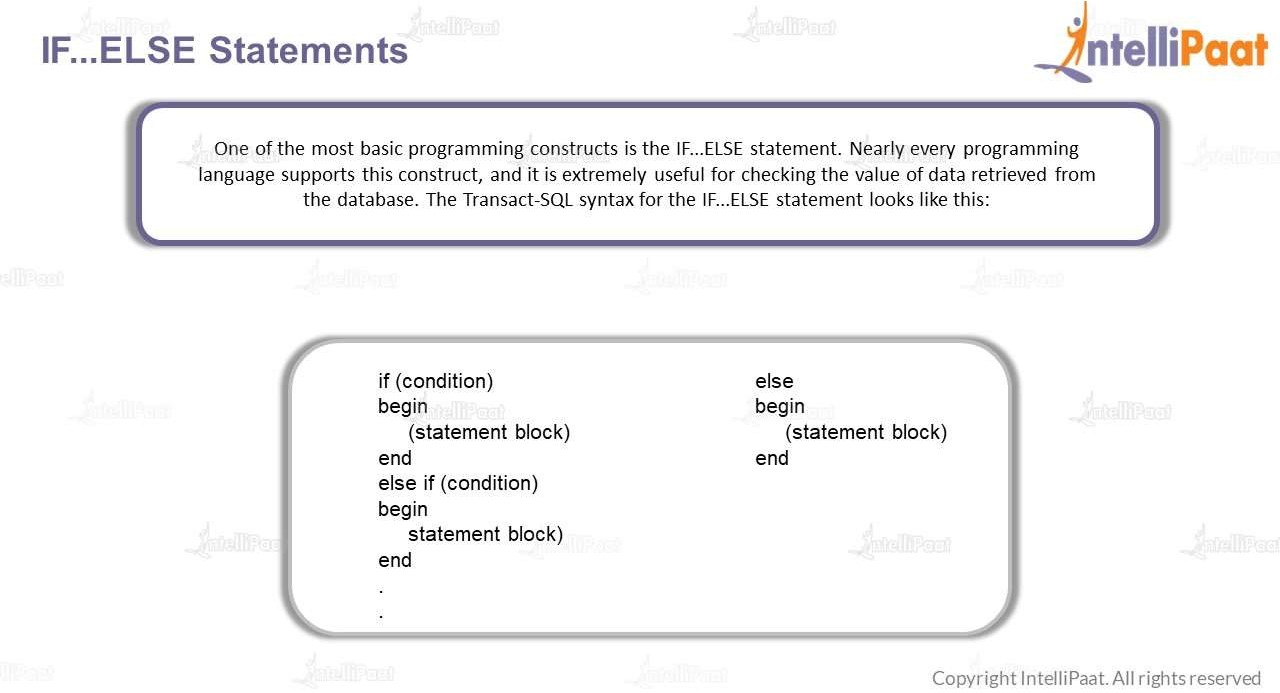 IF...ELSE Statements
IntelliPaat
One of the most basic programming constructs is the IF...ELSE statement. Nearly every programming
language supports this construct, and it is extremely useful for checking the value of data retrieved from
the database. The Transact-SQL syntax for the IF...ELSE statement looks like this:
if (condition)
begin
(statement block)
end
else if (condition)
begin
statement block)
end
.
.
else
begin
(statement block)
end
Copyright IntelliPaat. All rights reserved